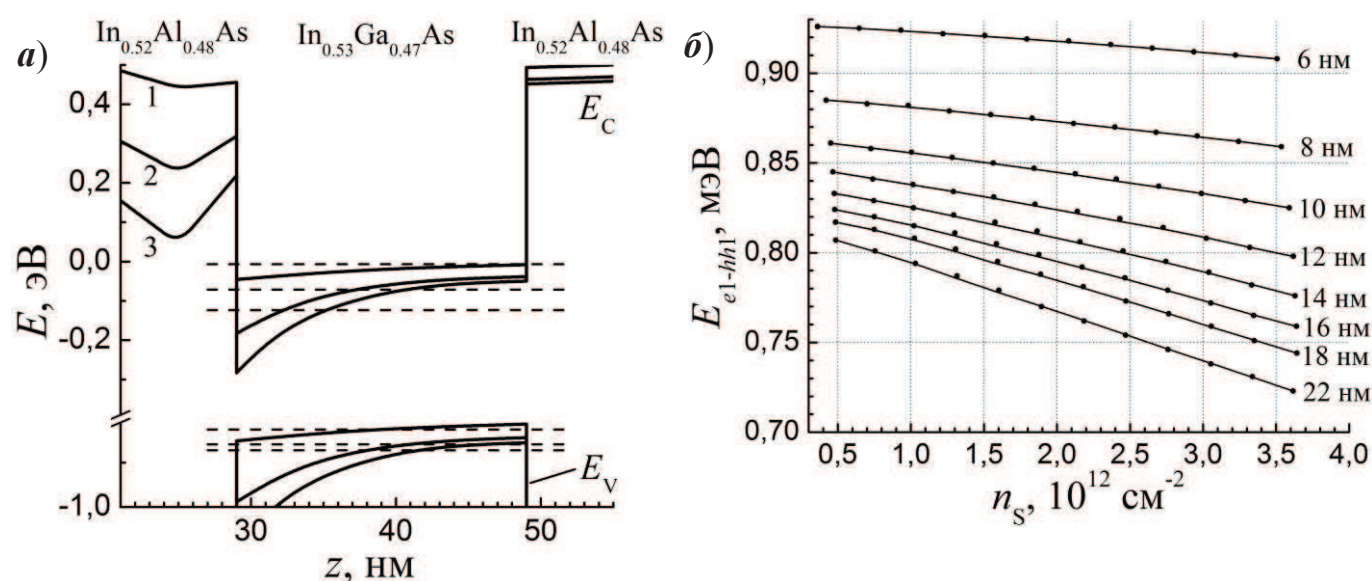 а) In0.52Al0.48As In0.53Ga0.47As In0.52Al0.48As
1
2
3
EC
EV
0,4
0,2
0,0
-0,2
-1,0
E, эВ
30 40 50
z, нм
б)
6 нм
8 нм
10 нм
12 нм
14 нм
16 нм
18 нм
22 нм
0,90
0,85
0,80
0,75
0,70
Ee1-hh1, мэВ
0,5 1,0 1,5 2,0 2,5 3,0 3,5 4,0
nS, 10^12 см^-2